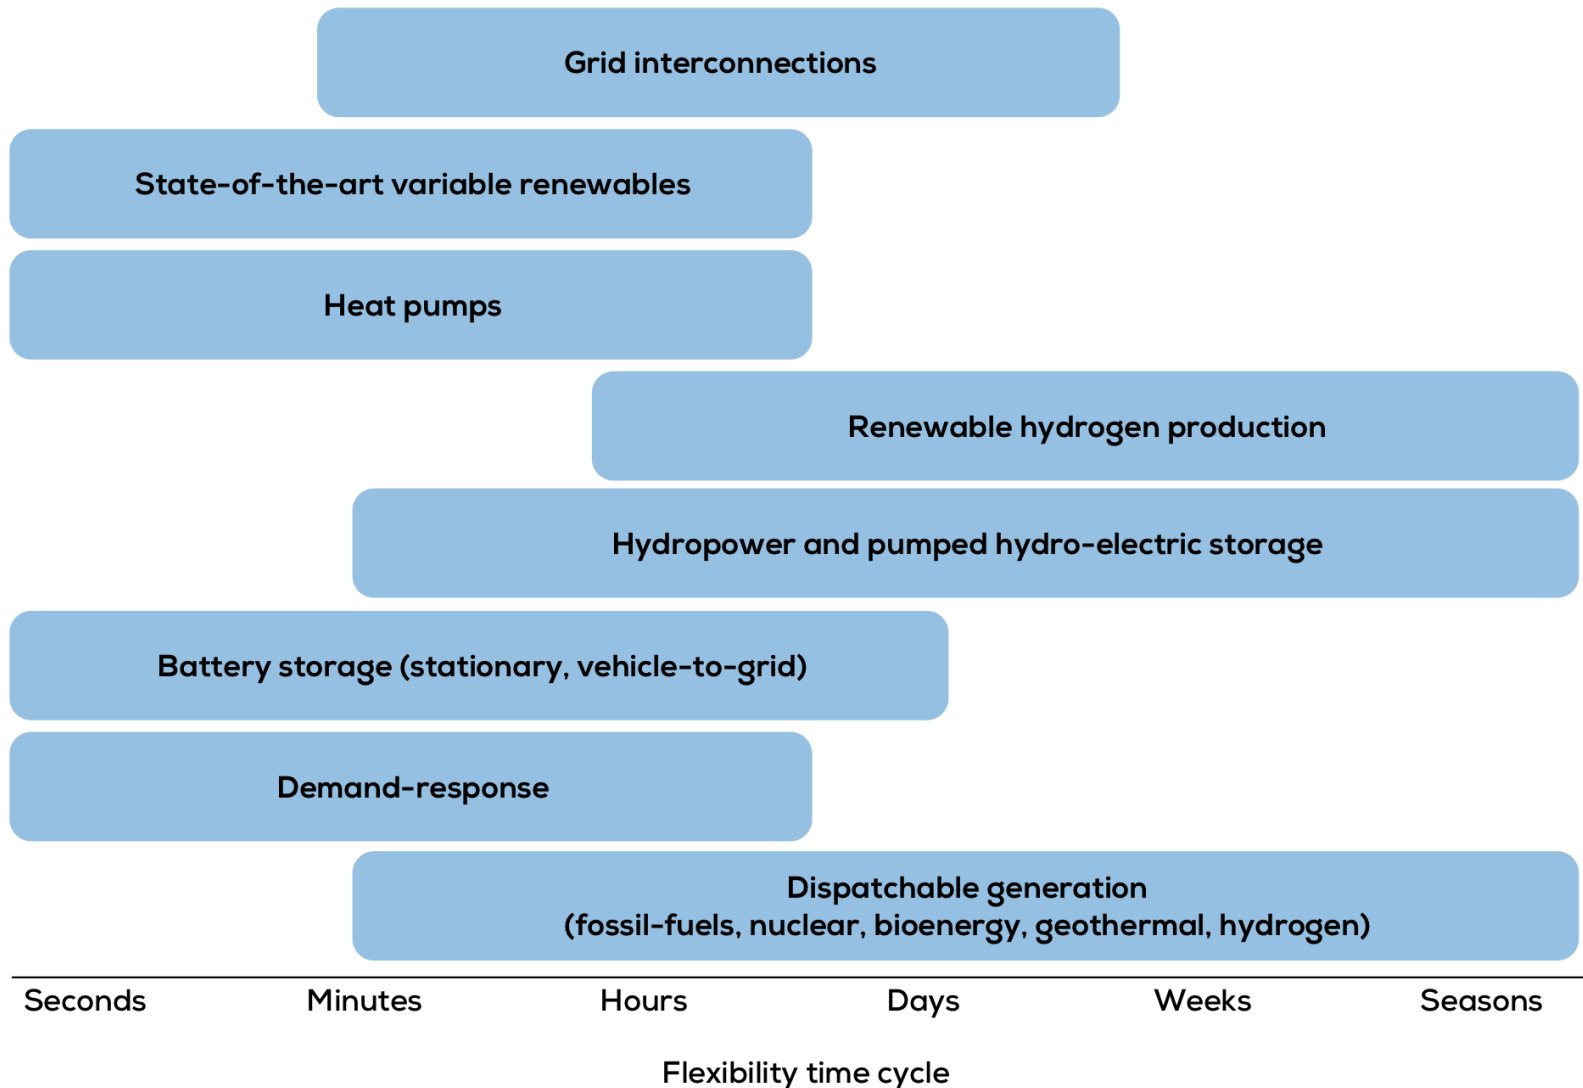 Grid interconnections
State-of-the-art variable renewables
Heat pumps
Renewable hydrogen production
Hydropower and pumped hydro-electric storage
Battery storage (stationary, vehicle-to-grid)
Demand-response
Dispatchable generation
(fossil-fuels, nuclear, bioenergy, geothermal, hydrogen)
Seconds Minutes Hours Days Weeks Seasons
Flexibility time cycle